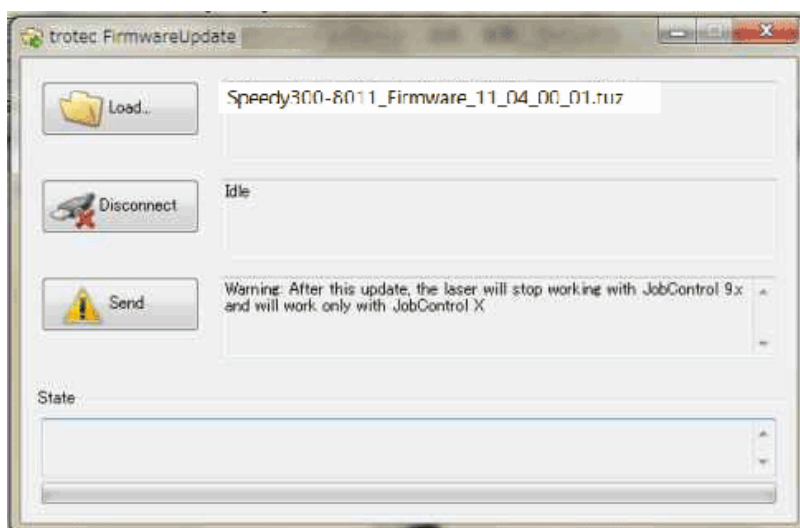 trotec FirmwareUpdate
Load...
Speedy300-8011_Firmware_11_04_00_01.tuz
Disconnect
Idle
Send
Warning: After this update, the laser will stop working with JobControl 9.x
and will work only with JobControl X
State